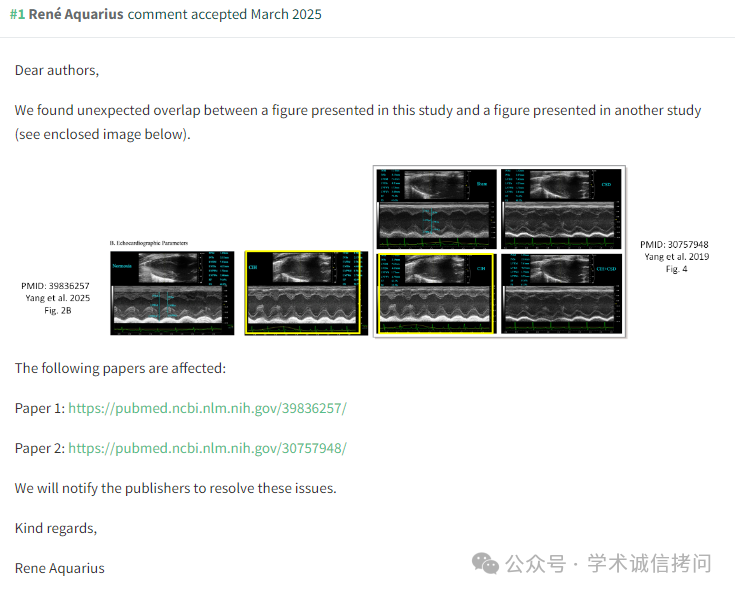 #1 René Aquarius comment accepted March 2025
Dear authors,
We found unexpected overlap between a figure presented in this study and a figure presented in another study
(see enclosed image below).
Sham
CSD
B. Echocardiographic Parameters
Normoxia
CIH
CIH
CIH+CSD
PMID: 39836257
Yang et al. 2025
Fig. 2B
PMID: 30757948
Yang et al. 2019
Fig. 4
The following papers are affected:
Paper 1: https://pubmed.ncbi.nlm.nih.gov/39836257/
Paper 2: https://pubmed.ncbi.nlm.nih.gov/30757948/
We will notify the publishers to resolve these issues.
Kind regards,
Rene Aquarius
公众号 · 学术诚信拷问